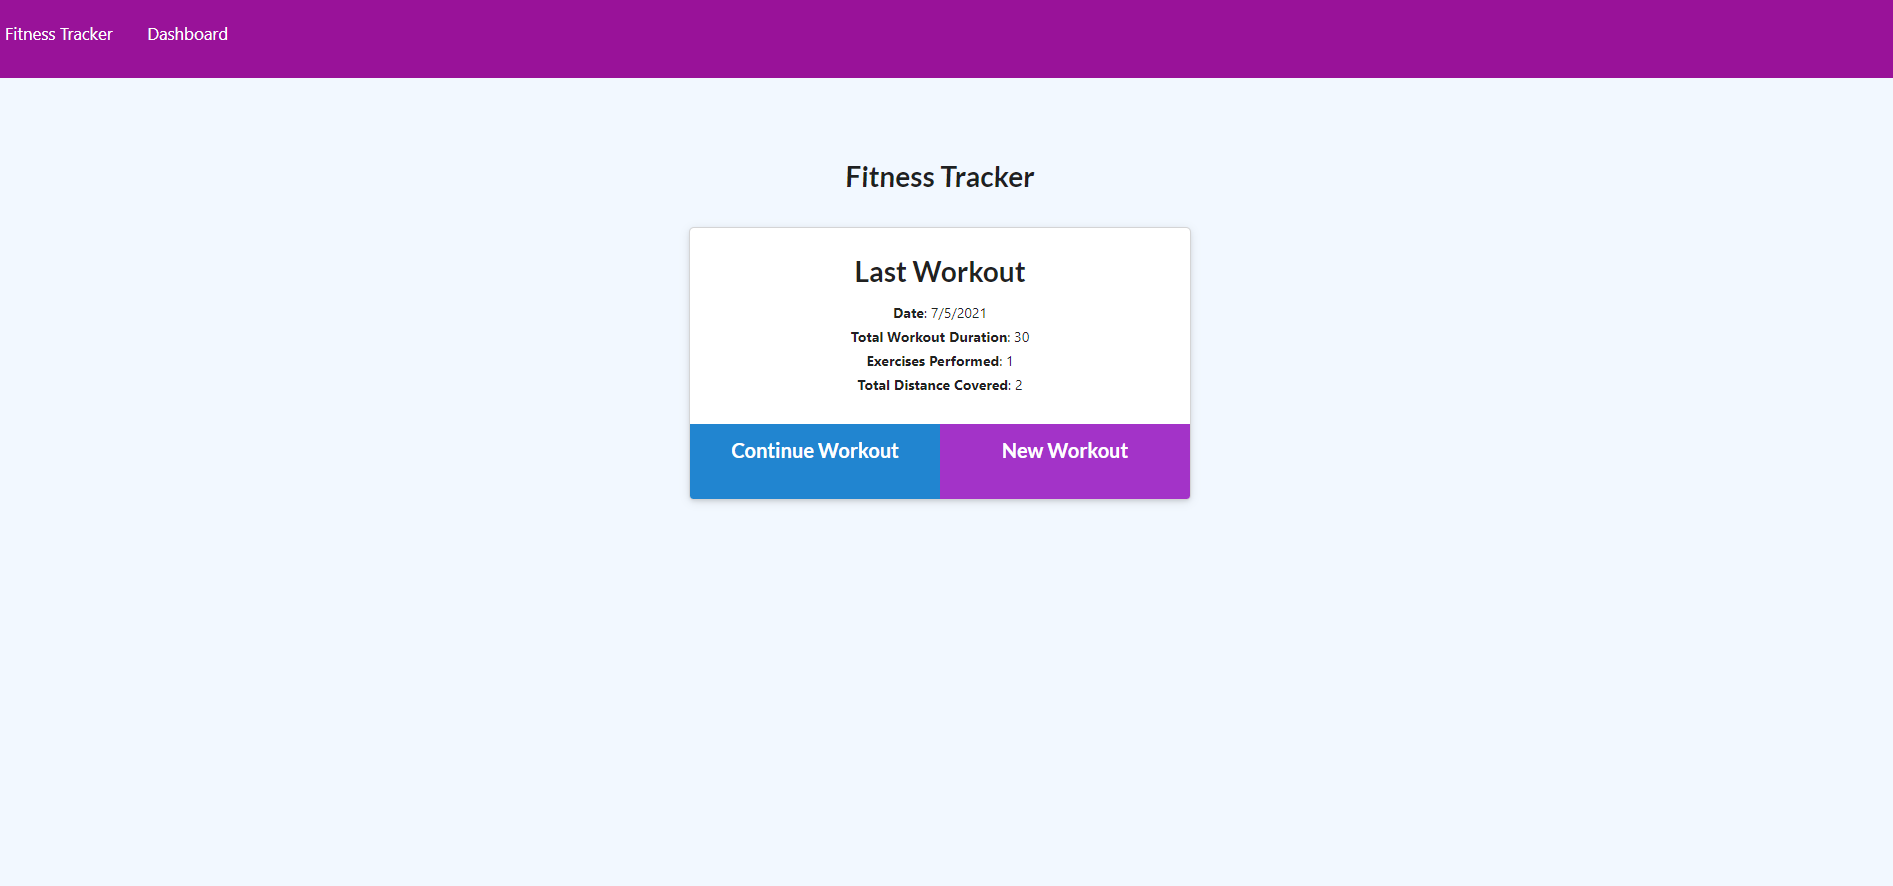 Fitness Tracker Dashboard
Fitness Tracker
Last Workout
Date: 7/5/2021
Total Workout Duration: 30
Exercises Performed: 1
Total Distance Covered: 2
Continue Workout New Workout